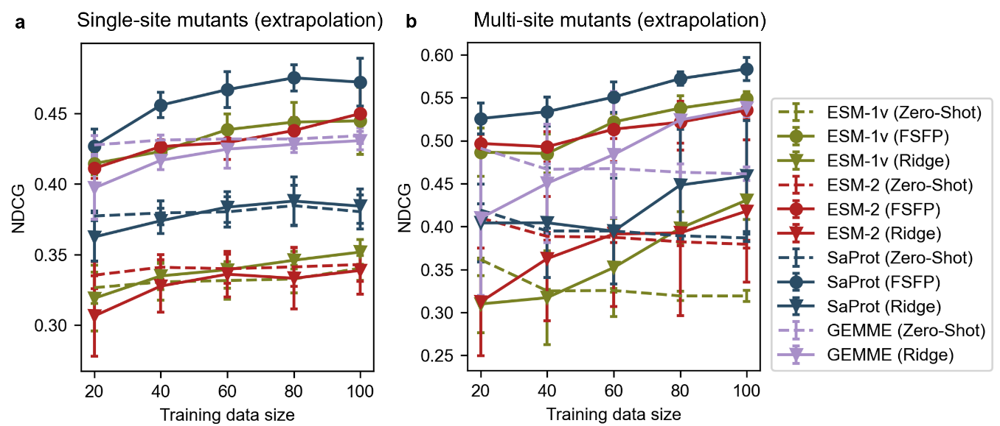 a Single-site mutants (extrapolation)
NDCG
0.45
0.40
0.35
0.30
20 40 60 80 100
Training data size
b Multi-site mutants (extrapolation)
NDCG
0.60
0.55
0.50
0.45
0.40
0.35
0.30
0.25
20 40 60 80 100
Training data size
ESM-1v (Zero-Shot)
ESM-1v (FSFP)
ESM-1v (Ridge)
ESM-2 (Zero-Shot)
ESM-2 (FSFP)
ESM-2 (Ridge)
SaProt (Zero-Shot)
SaProt (FSFP)
SaProt (Ridge)
GEMME (Zero-Shot)
GEMME (Ridge)